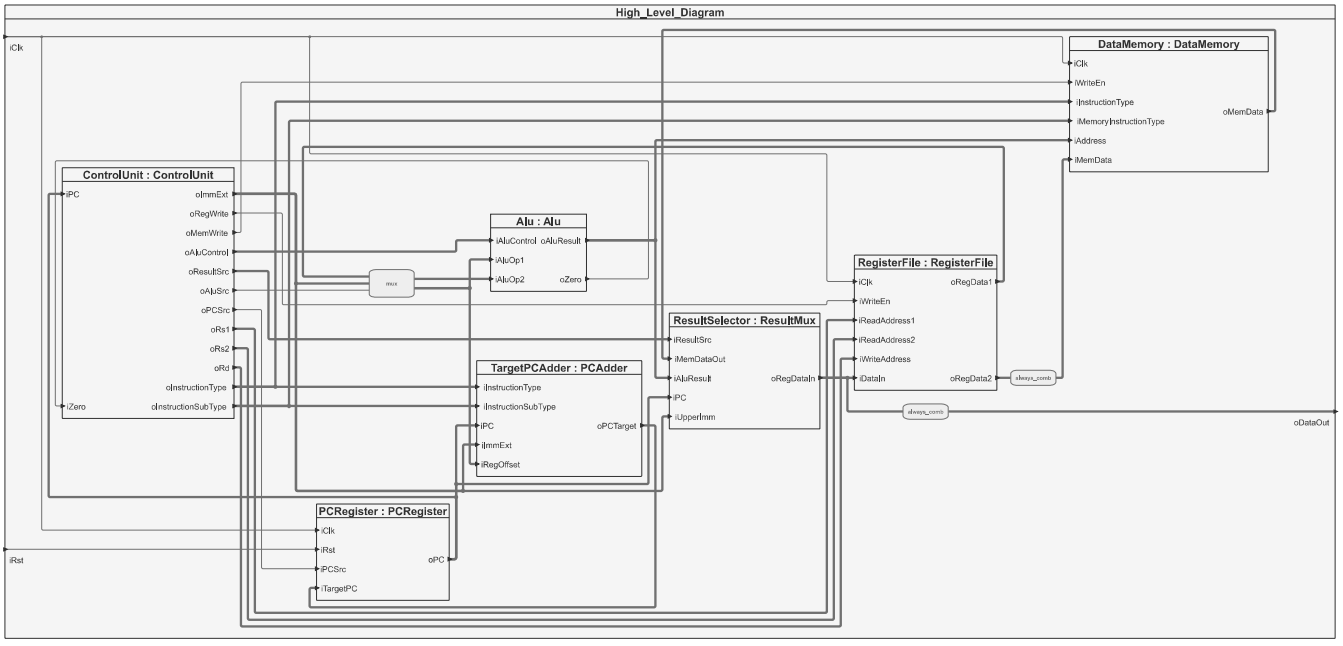 High_Level_Diagram
iClk
DataMemory : DataMemory
iClk
iWriteEn
iInstructionType
oMemData
iMemoryInstructionType
iAddress
iMemData
ControlUnit : ControlUnit
iPC
oImmExt
oRegWrite
oMemWrite
oAluControl
oResultSrc
oAluSrc
oPCSrc
oRs1
oRs2
oRd
oInstructionType
iZero
oInstructionSubType
Alu : Alu
iAluControl oAluResult
iAluOp1
iAluOp2
oZero
mux
RegisterFile : RegisterFile
iClk
oRegData1
iWriteEn
iReadAddress1
iReadAddress2
iWriteAddress
iDataIn
oRegData2
always_comb
always_comb
oDataOut
ResultSelector : ResultMux
iResultSrc
iMemDataOut
iAluResult
oRegDataIn
iPC
iUpperImm
TargetPCAdder : PCAdder
iInstructionType
iInstructionSubType
iPC
oPCTarget
iImmExt
iRegOffset
PCRegister : PCRegister
iClk
iRst
oPC
iPCSrc
iTargetPC
iRst